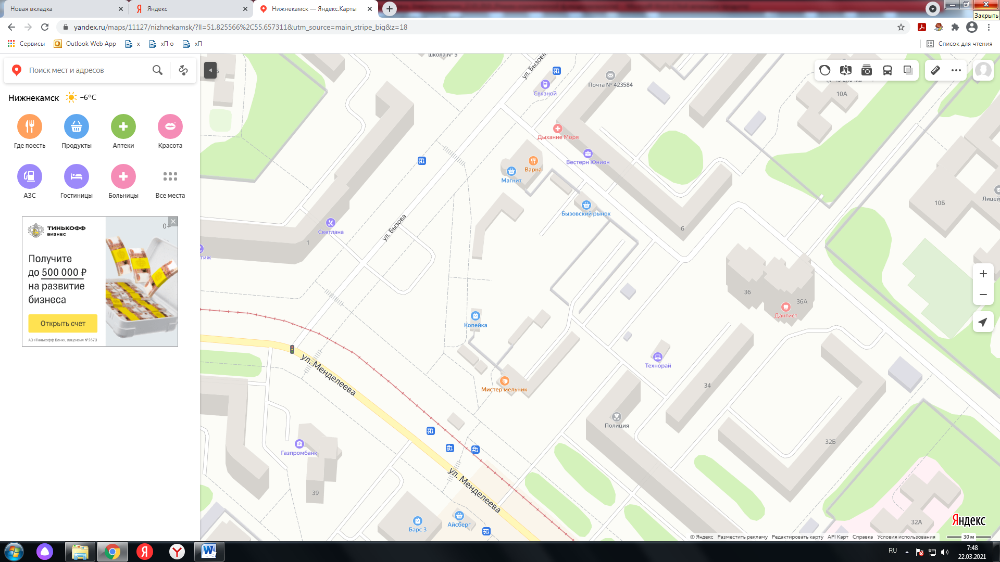 Новая вкладка
Яндекс
Нижнекамск — Яндекс.Карты
Закрыть
yandex.ru/maps/11127/nizhnekamsk/?ll=51.825566%2C55.657311&utm_source=main_stripe_big&z=18
Сервисы
Outlook Web App
х
хП о
хП
Список для чтения
Поиск мест и адресов
Нижнекамск
−6°C
Где поесть
Продукты
Аптеки
Красота
АЗС
Гостиницы
Больницы
Все места
ТИНЬКОФФ
БИЗНЕС
0+
Получите
до 500 000 ₽
на развитие
бизнеса
Открыть счет
АО «Тинькофф Банк», лицензия №2673
школа № 5
ул. Бызова
Связной
Почта № 423584
10А
Дыхание Моря
Вестерн Юнион
Варна
Магнит
Бызовский рынок
10Б
Лицей
6
Светлана
1
тиж
ул. Бызова
36
36А
Дантист
Копейка
Технорай
ул. Менделеева
Мистер мельник
34
Полиция
32Б
Газпромбанк
39
ул. Менделеева
Барс 3
Айсберг
32А
Яндекс
© Яндекс
Разместить рекламу
Редактировать карту
API Карт
Справка
Условия использования
30 м
RU
7:48
22.03.2021